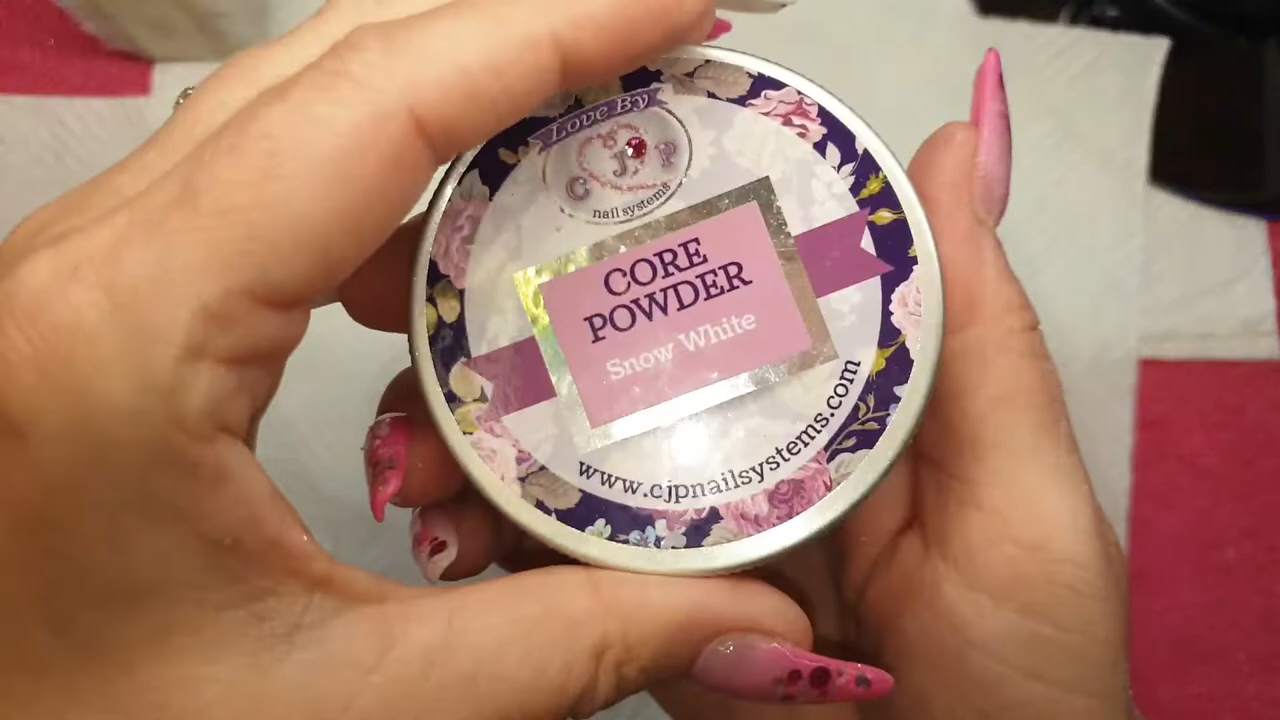 Love By
C J P
nail systems
CORE
POWDER
Snow White
www.cjpnailsystems.com